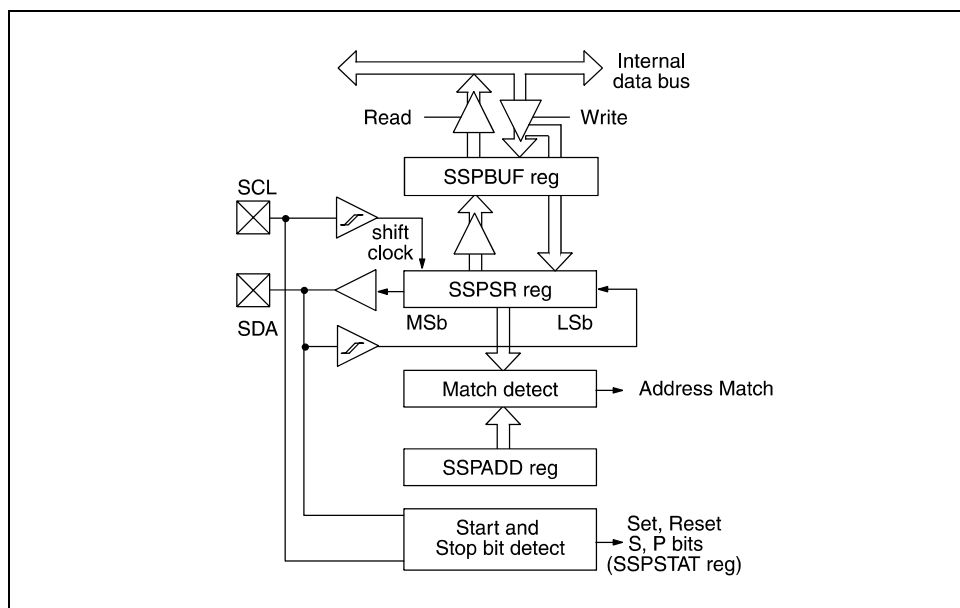 Internal
data bus
Read
Write
SSPBUF reg
SCL
shift
clock
SSPSR reg
SDA
MSb
LSb
Match detect
Address Match
SSPADD reg
Start and
Stop bit detect
Set, Reset
S, P bits
(SSPSTAT reg)